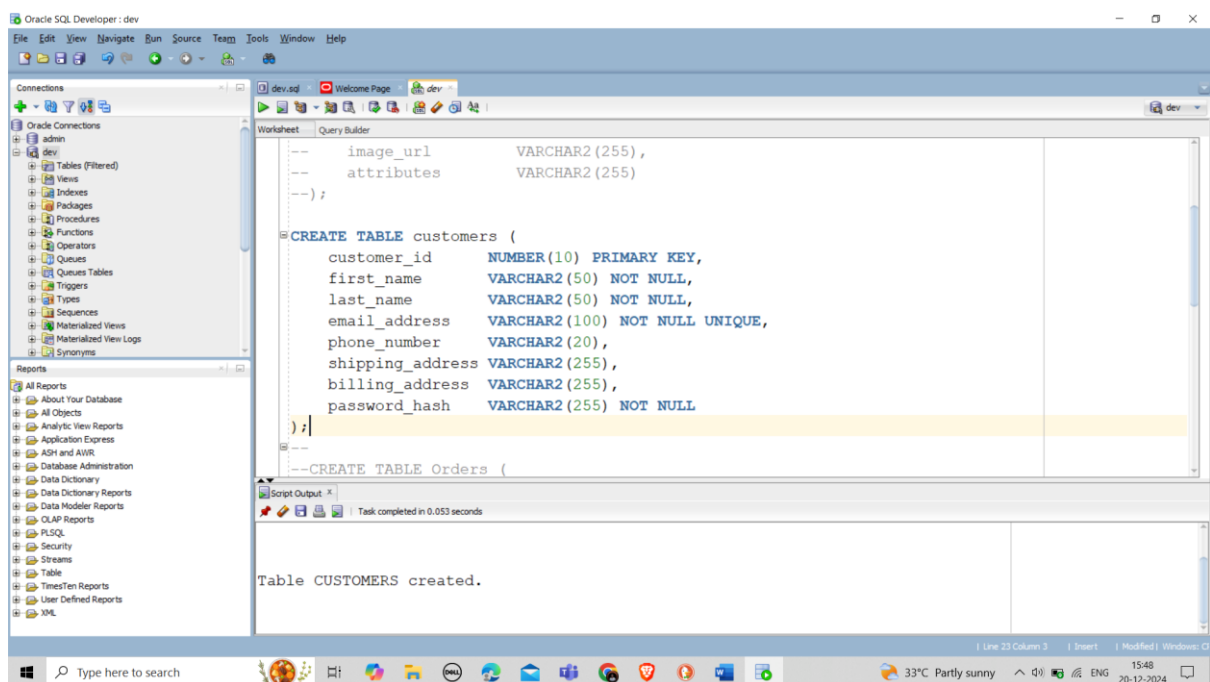 Oracle SQL Developer : dev
File Edit View Navigate Run Source Team Tools Window Help
Connections
Oracle Connections
admin
dev
Tables (Filtered)
Views
Indexes
Packages
Procedures
Functions
Operators
Queues
Queues Tables
Triggers
Types
Sequences
Materialized Views
Materialized View Logs
Synonyms
Reports
All Reports
About Your Database
All Objects
Analytic View Reports
Application Express
ASH and AWR
Database Administration
Data Dictionary
Data Dictionary Reports
Data Modeler Reports
OLAP Reports
PLSQL
Security
Streams
Table
TimesTen Reports
User Defined Reports
XML
dev.sql Welcome Page dev
dev
Worksheet Query Builder
-- image_url VARCHAR2(255),
-- attributes VARCHAR2(255)
--);
CREATE TABLE customers (
customer_id NUMBER(10) PRIMARY KEY,
first_name VARCHAR2(50) NOT NULL,
last_name VARCHAR2(50) NOT NULL,
email_address VARCHAR2(100) NOT NULL UNIQUE,
phone_number VARCHAR2(20),
shipping_address VARCHAR2(255),
billing_address VARCHAR2(255),
password_hash VARCHAR2(255) NOT NULL
);
--
--CREATE TABLE Orders (
Script Output
Task completed in 0.053 seconds
Table CUSTOMERS created.
Line 23 Column 3 | Insert | Modified | Windows: C
Type here to search
DELL
33°C Partly sunny ENG
15:48
20-12-2024